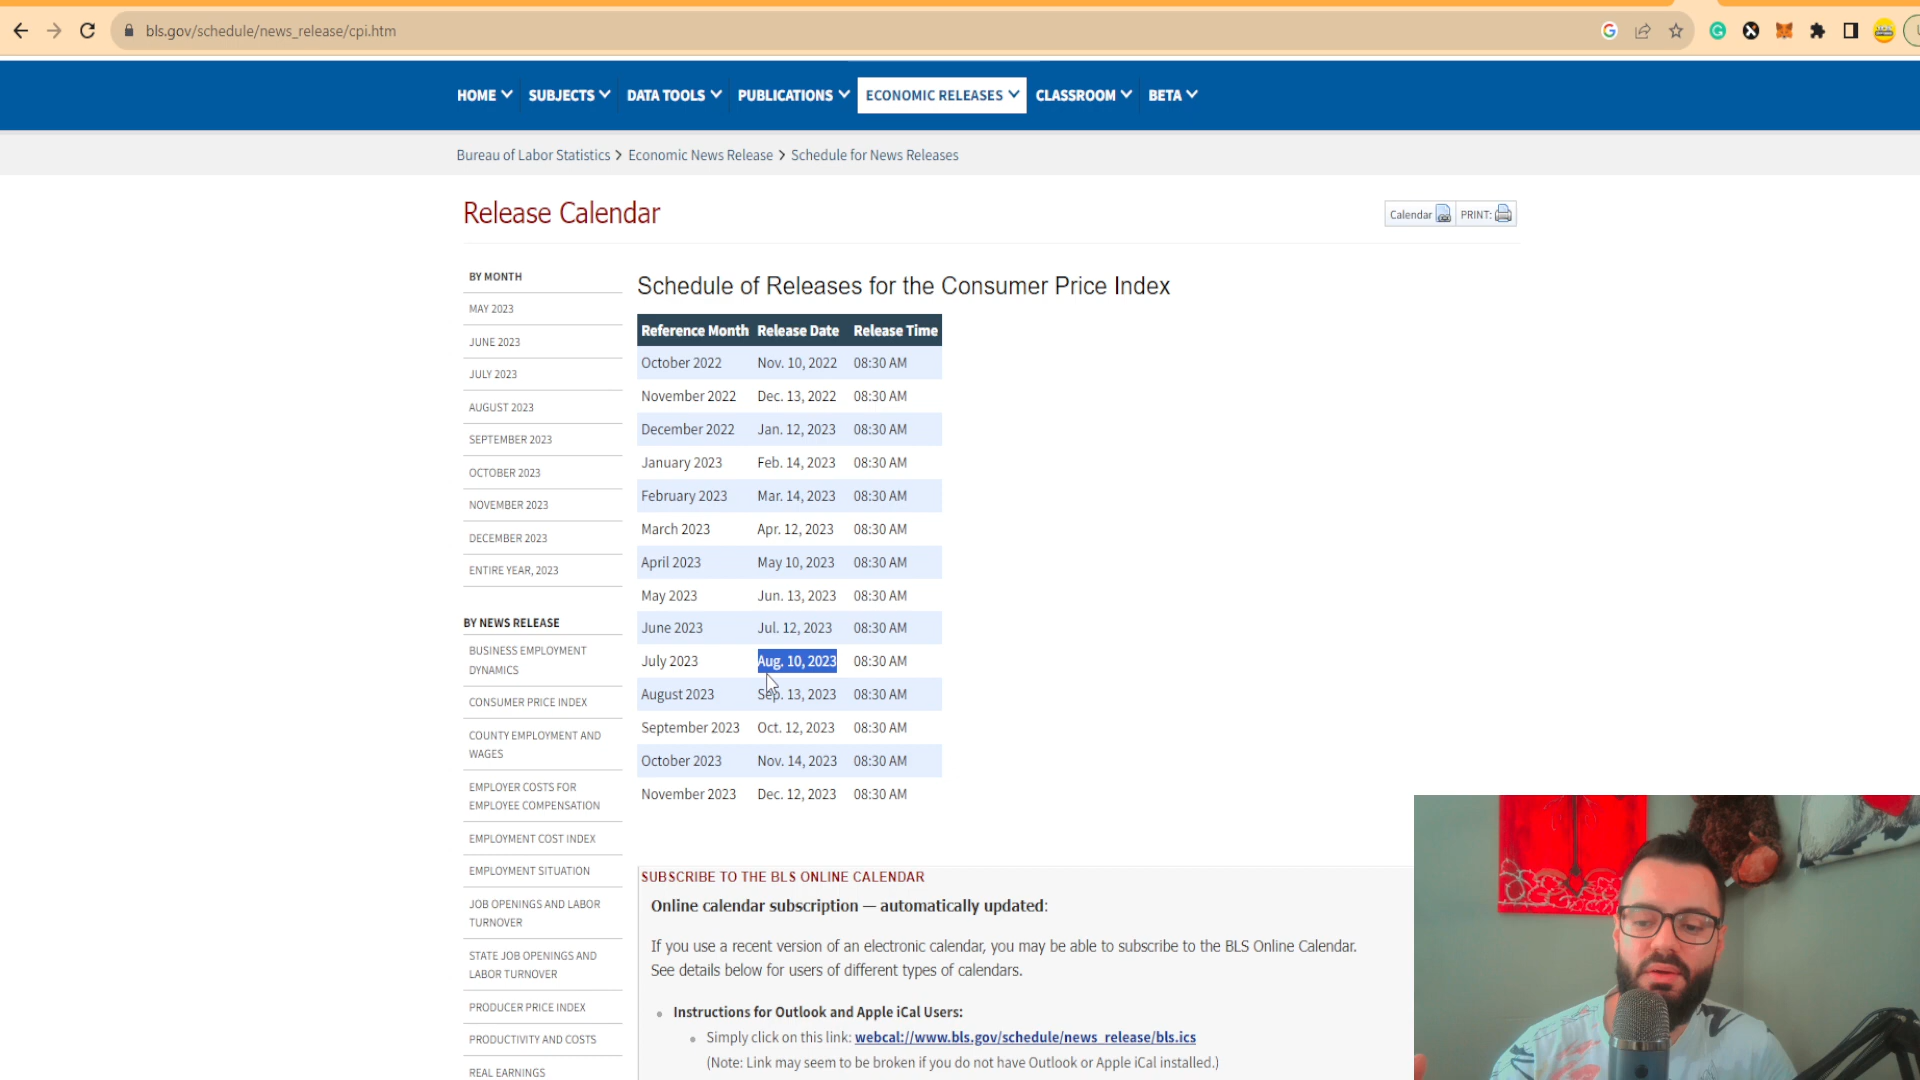 bls.gov/schedule/news_release/cpi.htm
HOME SUBJECTS DATA TOOLS PUBLICATIONS ECONOMIC RELEASES CLASSROOM BETA
Bureau of Labor Statistics > Economic News Release > Schedule for News Releases
Release Calendar
Calendar PRINT:
BY MONTH
MAY 2023
JUNE 2023
JULY 2023
AUGUST 2023
SEPTEMBER 2023
OCTOBER 2023
NOVEMBER 2023
DECEMBER 2023
ENTIRE YEAR, 2023
BY NEWS RELEASE
BUSINESS EMPLOYMENT
DYNAMICS
CONSUMER PRICE INDEX
COUNTY EMPLOYMENT AND
WAGES
EMPLOYER COSTS FOR
EMPLOYEE COMPENSATION
EMPLOYMENT COST INDEX
EMPLOYMENT SITUATION
JOB OPENINGS AND LABOR
TURNOVER
STATE JOB OPENINGS AND
LABOR TURNOVER
PRODUCER PRICE INDEX
PRODUCTIVITY AND COSTS
REAL EARNINGS
Schedule of Releases for the Consumer Price Index
Reference Month Release Date Release Time
October 2022 Nov. 10, 2022 08:30 AM
November 2022 Dec. 13, 2022 08:30 AM
December 2022 Jan. 12, 2023 08:30 AM
January 2023 Feb. 14, 2023 08:30 AM
February 2023 Mar. 14, 2023 08:30 AM
March 2023 Apr. 12, 2023 08:30 AM
April 2023 May 10, 2023 08:30 AM
May 2023 Jun. 13, 2023 08:30 AM
June 2023 Jul. 12, 2023 08:30 AM
July 2023 Aug. 10, 2023 08:30 AM
August 2023 Sep. 13, 2023 08:30 AM
September 2023 Oct. 12, 2023 08:30 AM
October 2023 Nov. 14, 2023 08:30 AM
November 2023 Dec. 12, 2023 08:30 AM
SUBSCRIBE TO THE BLS ONLINE CALENDAR
Online calendar subscription — automatically updated:
If you use a recent version of an electronic calendar, you may be able to subscribe to the BLS Online Calendar.
See details below for users of different types of calendars.
Instructions for Outlook and Apple iCal Users:
Simply click on this link: webcal://www.bls.gov/schedule/news_release/bls.ics
(Note: Link may seem to be broken if you do not have Outlook or Apple iCal installed.)